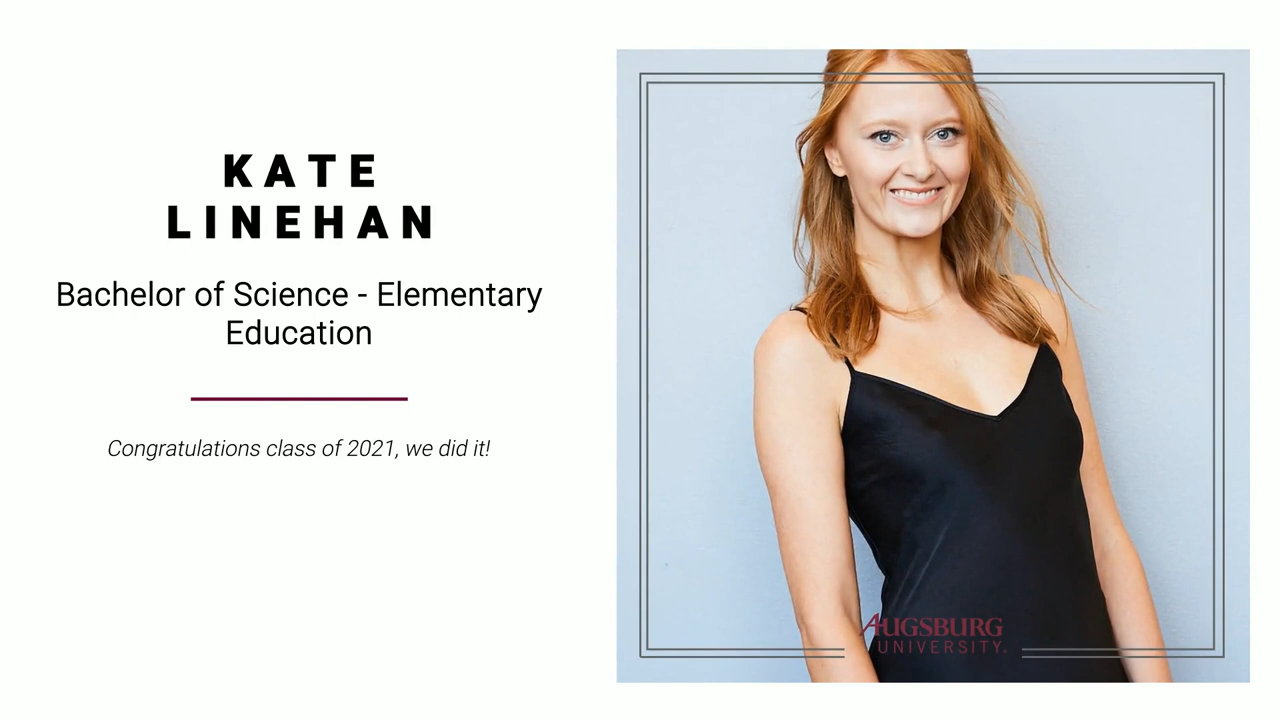 KATE
LINEHAN
Bachelor of Science - Elementary
Education
Congratulations class of 2021, we did it!
AUGSBURG
UNIVERSITY®